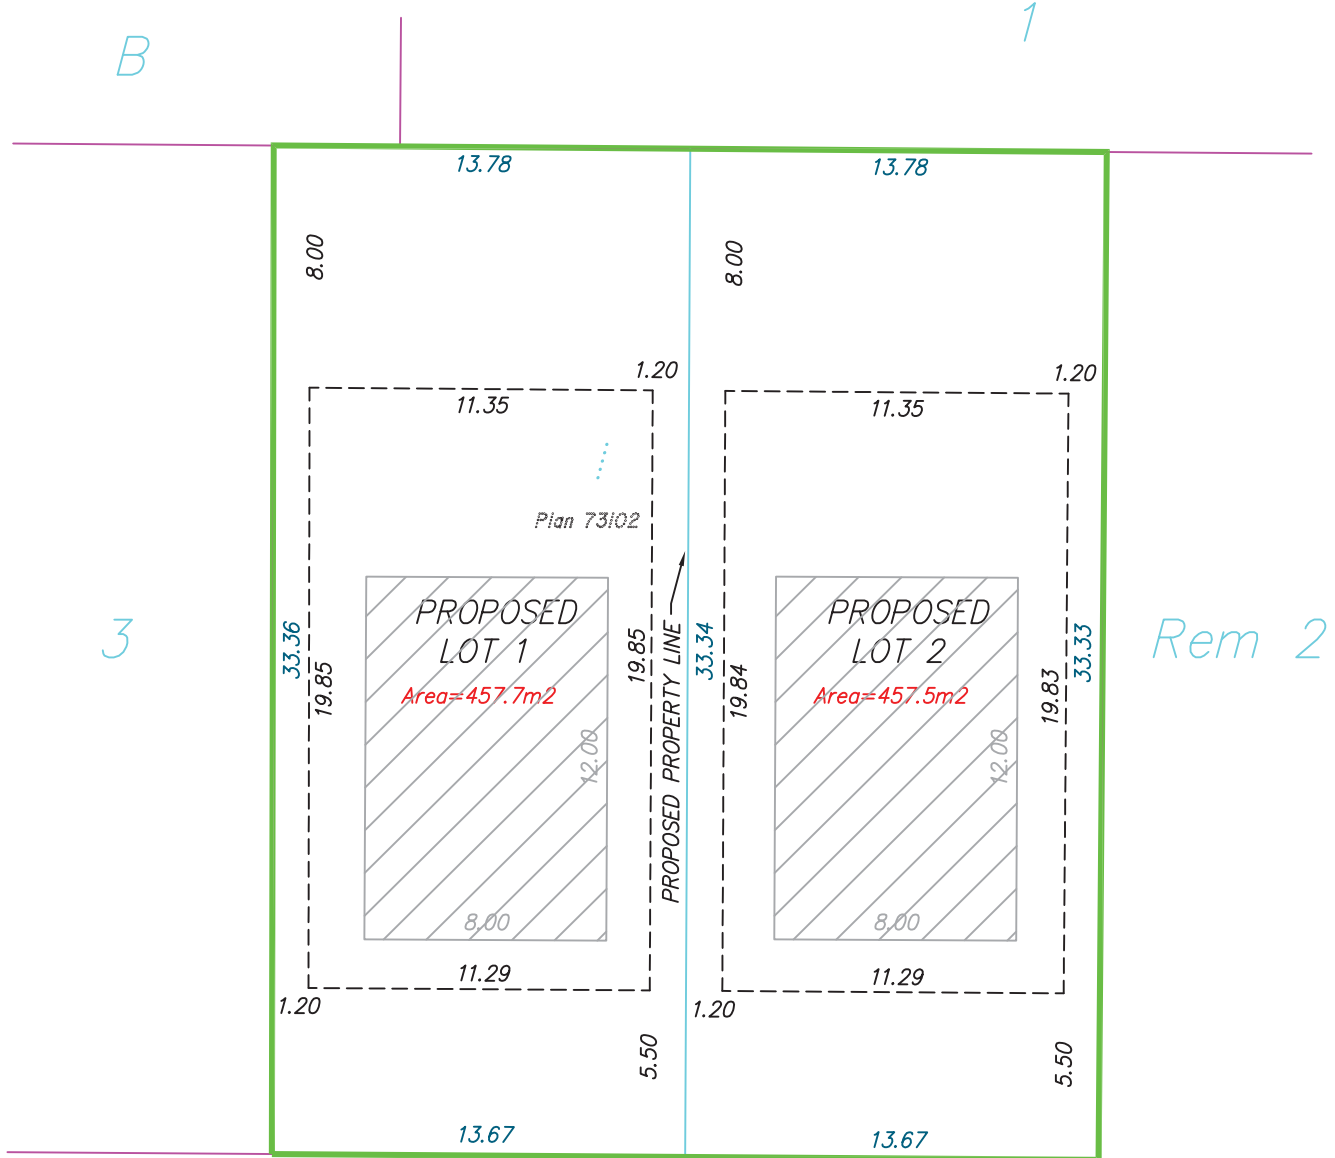 B
1
13.78
13.78
8.00
8.00
1.20
1.20
11.35
11.35
Plan 73102
PROPOSED
LOT 1
Area=457.7m2
PROPOSED
LOT 2
Area=457.5m2
3
33.36
19.85
19.85
PROPOSED PROPERTY LINE
33.34
19.84
19.83
33.33
Rem 2
12.00
12.00
8.00
8.00
11.29
11.29
1.20
1.20
5.50
5.50
13.67
13.67